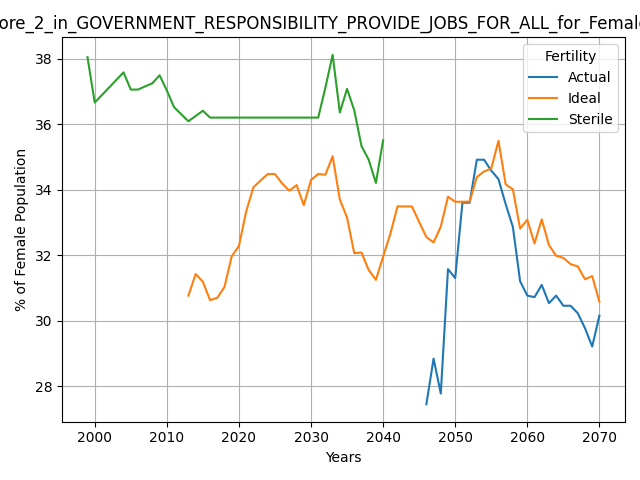 ore_2_in_GOVERNMENT_RESPONSIBILITY_PROVIDE_JOBS_FOR_ALL_for_Female
Fertility
Actual
Ideal
Sterile
% of Female Population
38
36
34
32
30
28
2000 2010 2020 2030 2040 2050 2060 2070
Years